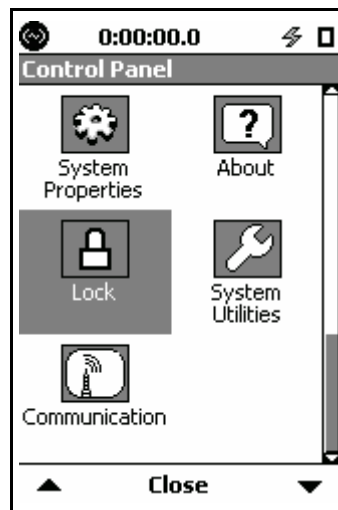 0:00:00.0
Control Panel
System
Properties
About
Lock
System
Utilities
Communication
Close